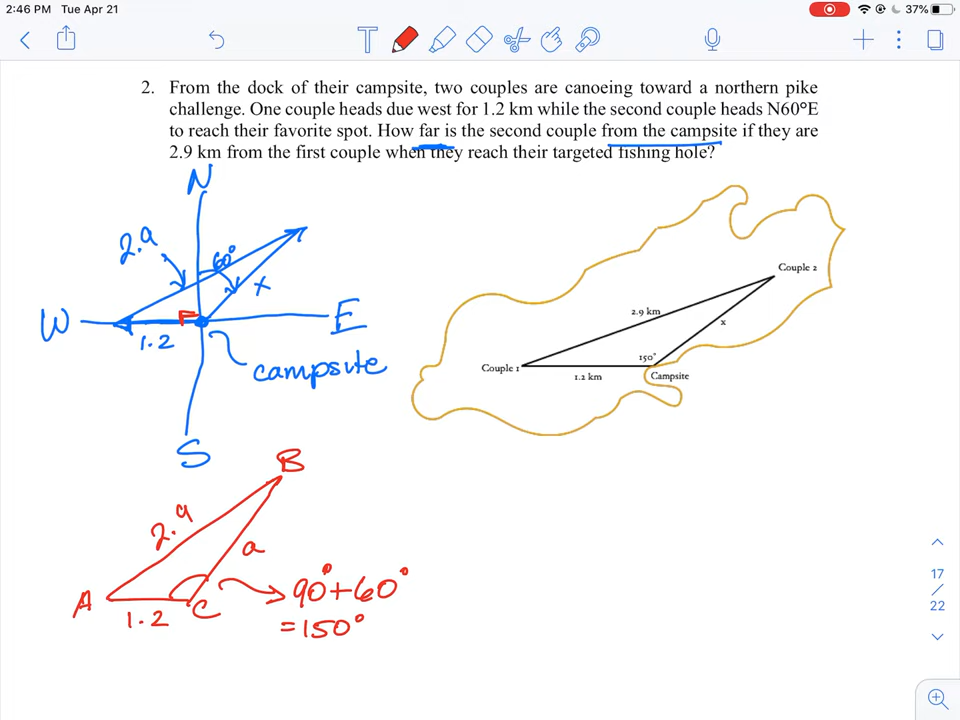 2:46 PM Tue Apr 21
37%
2. From the dock of their campsite, two couples are canoeing toward a northern pike
challenge. One couple heads due west for 1.2 km while the second couple heads N60°E
to reach their favorite spot. How far is the second couple from the campsite if they are
2.9 km from the first couple when they reach their targeted fishing hole?
N
2.9
60°
x
W
E
1.2
campsite
S
Couple 2
2.9 km
x
150°
Couple 1
1.2 km
Campsite
B
2.9
a
A
1.2
C
90°+60°
=150°
17
/
22